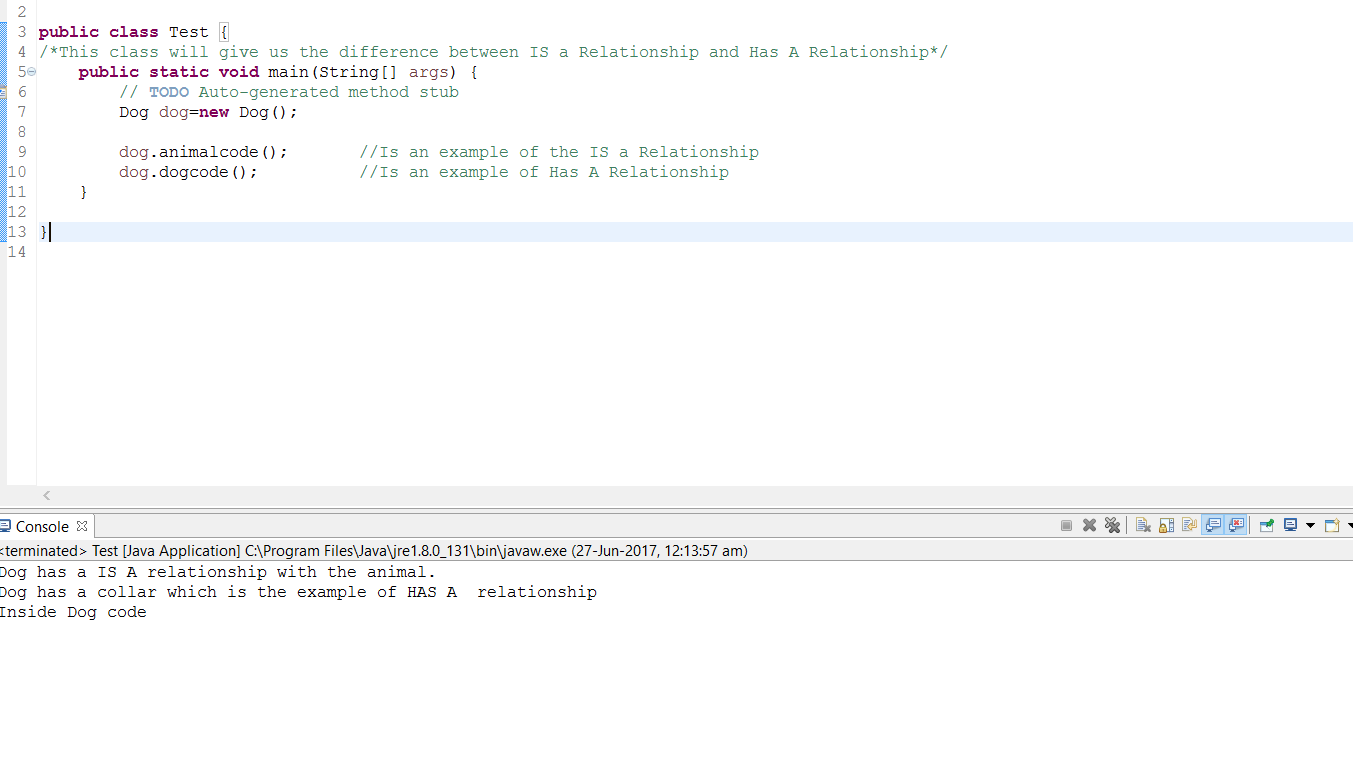 2
3 public class Test {
4 /*This class will give us the difference between IS a Relationship and Has A Relationship*/
5 public static void main(String[] args) {
6 // TODO Auto-generated method stub
7 Dog dog=new Dog();
8
9 dog.animalcode(); //Is an example of the IS a Relationship
10 dog.dogcode(); //Is an example of Has A Relationship
11 }
12
13 }
14
Console
<terminated> Test [Java Application] C:\Program Files\Java\jre1.8.0_131\bin\javaw.exe (27-Jun-2017, 12:13:57 am)
Dog has a IS A relationship with the animal.
Dog has a collar which is the example of HAS A  relationship
Inside Dog code